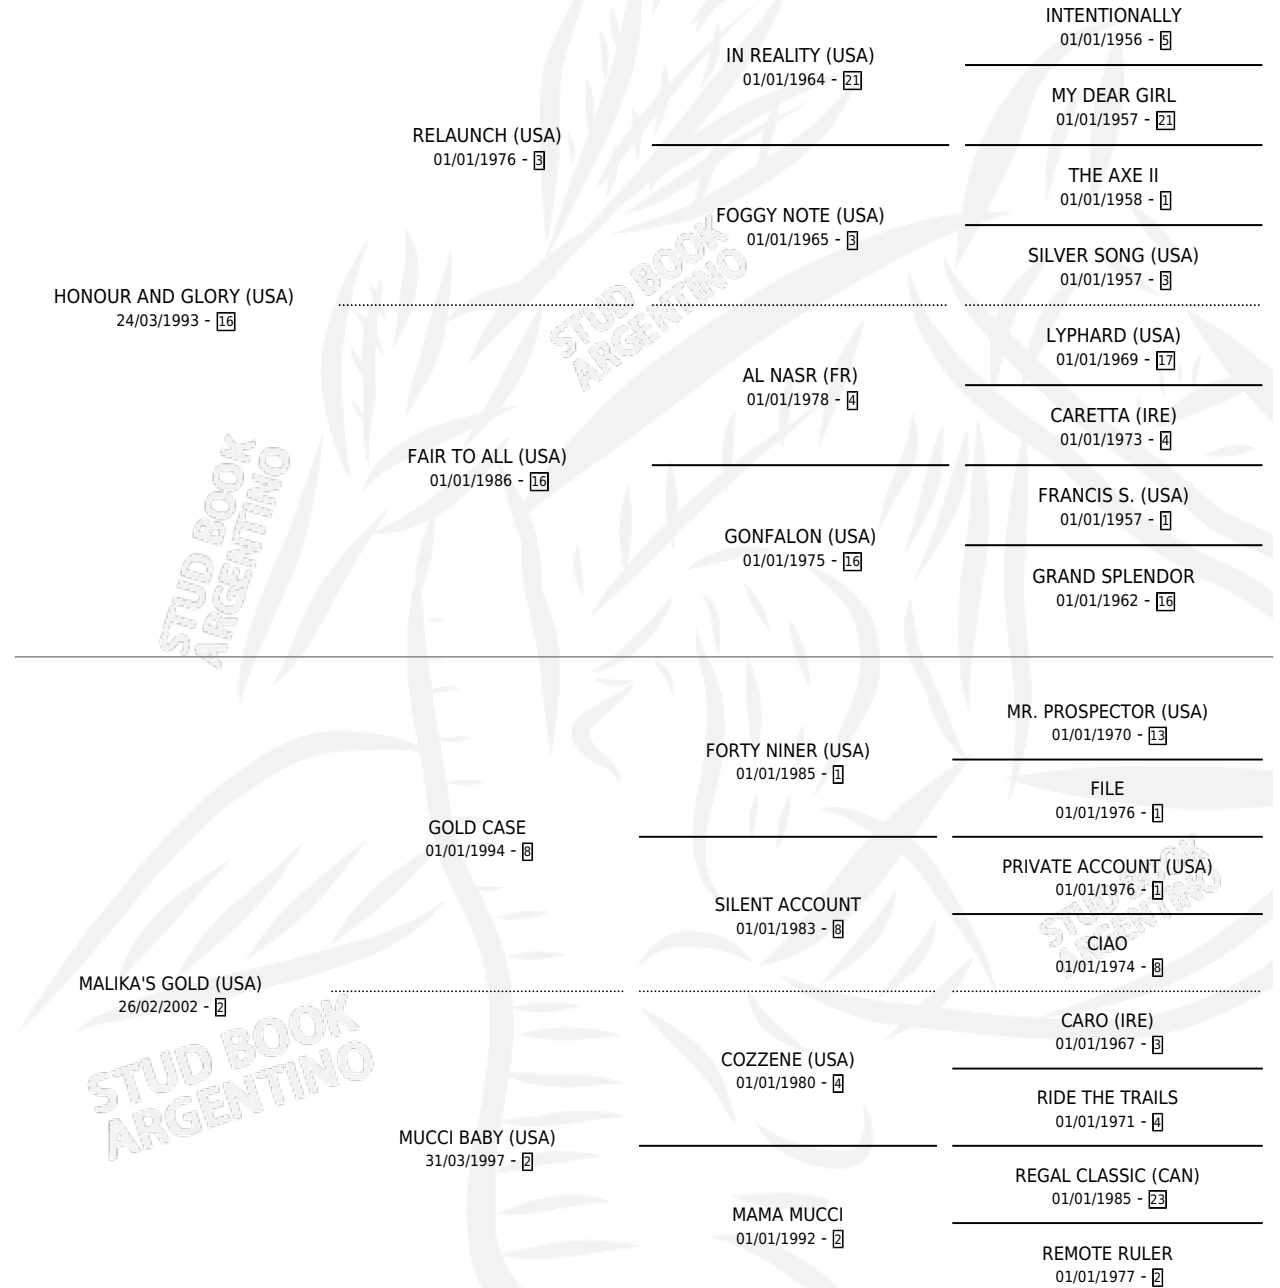 INTENTIONALLY
01/01/1956 - 5
IN REALITY (USA)
01/01/1964 - 21
MY DEAR GIRL
01/01/1957 - 21
RELAUNCH (USA)
01/01/1976 - 3
THE AXE II
01/01/1958 - 1
FOGGY NOTE (USA)
01/01/1965 - 3
SILVER SONG (USA)
01/01/1957 - 3
HONOUR AND GLORY (USA)
24/03/1993 - 16
LYPHARD (USA)
01/01/1969 - 17
AL NASR (FR)
01/01/1978 - 4
CARETTA (IRE)
01/01/1973 - 4
FAIR TO ALL (USA)
01/01/1986 - 16
FRANCIS S. (USA)
01/01/1957 - 1
GONFALON (USA)
01/01/1975 - 16
GRAND SPLENDOR
01/01/1962 - 16
MR. PROSPECTOR (USA)
01/01/1970 - 13
FORTY NINER (USA)
01/01/1985 - 1
FILE
01/01/1976 - 1
GOLD CASE
01/01/1994 - 8
PRIVATE ACCOUNT (USA)
01/01/1976 - 1
SILENT ACCOUNT
01/01/1983 - 8
CIAO
01/01/1974 - 8
MALIKA'S GOLD (USA)
26/02/2002 - 2
CARO (IRE)
01/01/1967 - 3
COZZENE (USA)
01/01/1980 - 4
RIDE THE TRAILS
01/01/1971 - 4
MUCCI BABY (USA)
31/03/1997 - 2
REGAL CLASSIC (CAN)
01/01/1985 - 23
MAMA MUCCI
01/01/1992 - 2
REMOTE RULER
01/01/1977 - 2
STUD BOOK
ARGENTINO
STUD BOOK
ARGENTINO
STUD BOOK
ARGENTINO
STUD BOOK
ARGENTINO